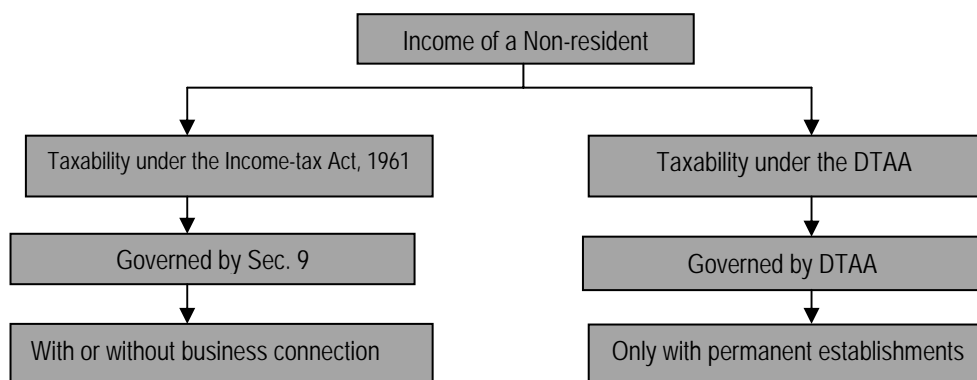 Income of a Non-resident
Taxability under the Income-tax Act, 1961
Taxability under the DTAA
Governed by Sec. 9
Governed by DTAA
With or without business connection
Only with permanent establishments